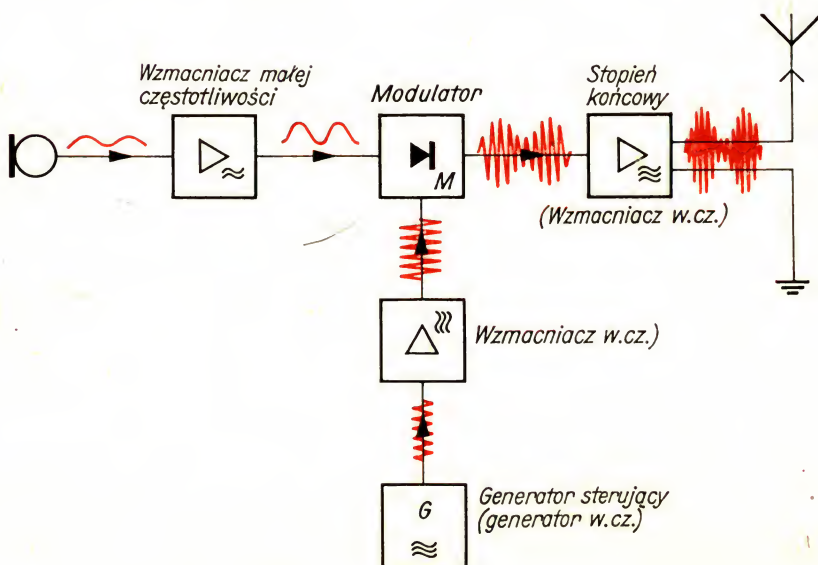 Wzmacniacz małej
częstotliwości
Modulator
Stopień
końcowy
M
(Wzmacniacz w.cz.)
Wzmacniacz w.cz.)
G
Generator sterujący
(generator w.cz.)